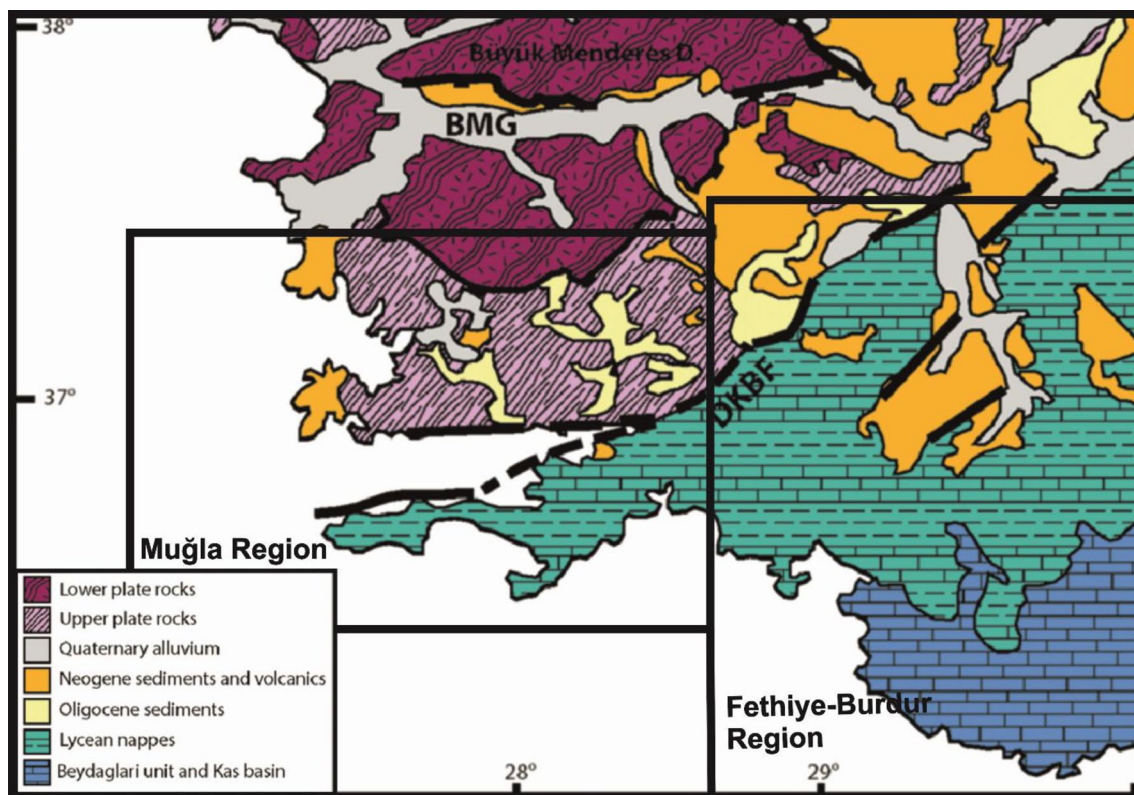 38°
Büyük Menderes D.
BMG
37°
DKBF
Muğla Region
Lower plate rocks
Upper plate rocks
Quaternary alluvium
Neogene sediments and volcanics
Oligocene sediments
Lycean nappes
Beydaglari unit and Kas basin
Fethiye-Burdur
Region
28°
29°